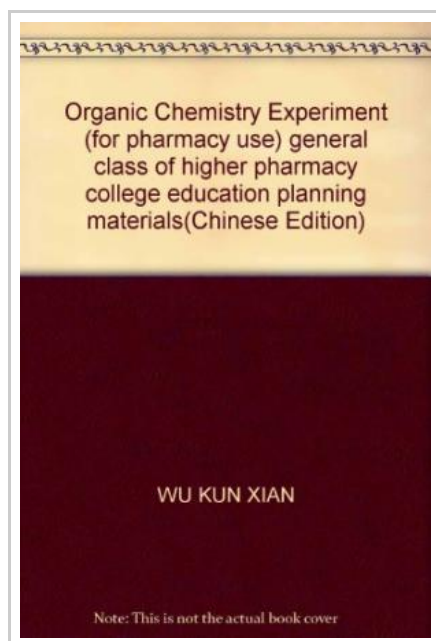 Organic Chemistry Experiment
(for pharmacy use) general
class of higher pharmacy
college education planning
materials(Chinese Edition)
WU KUN XIAN
Note: This is not the actual book cover